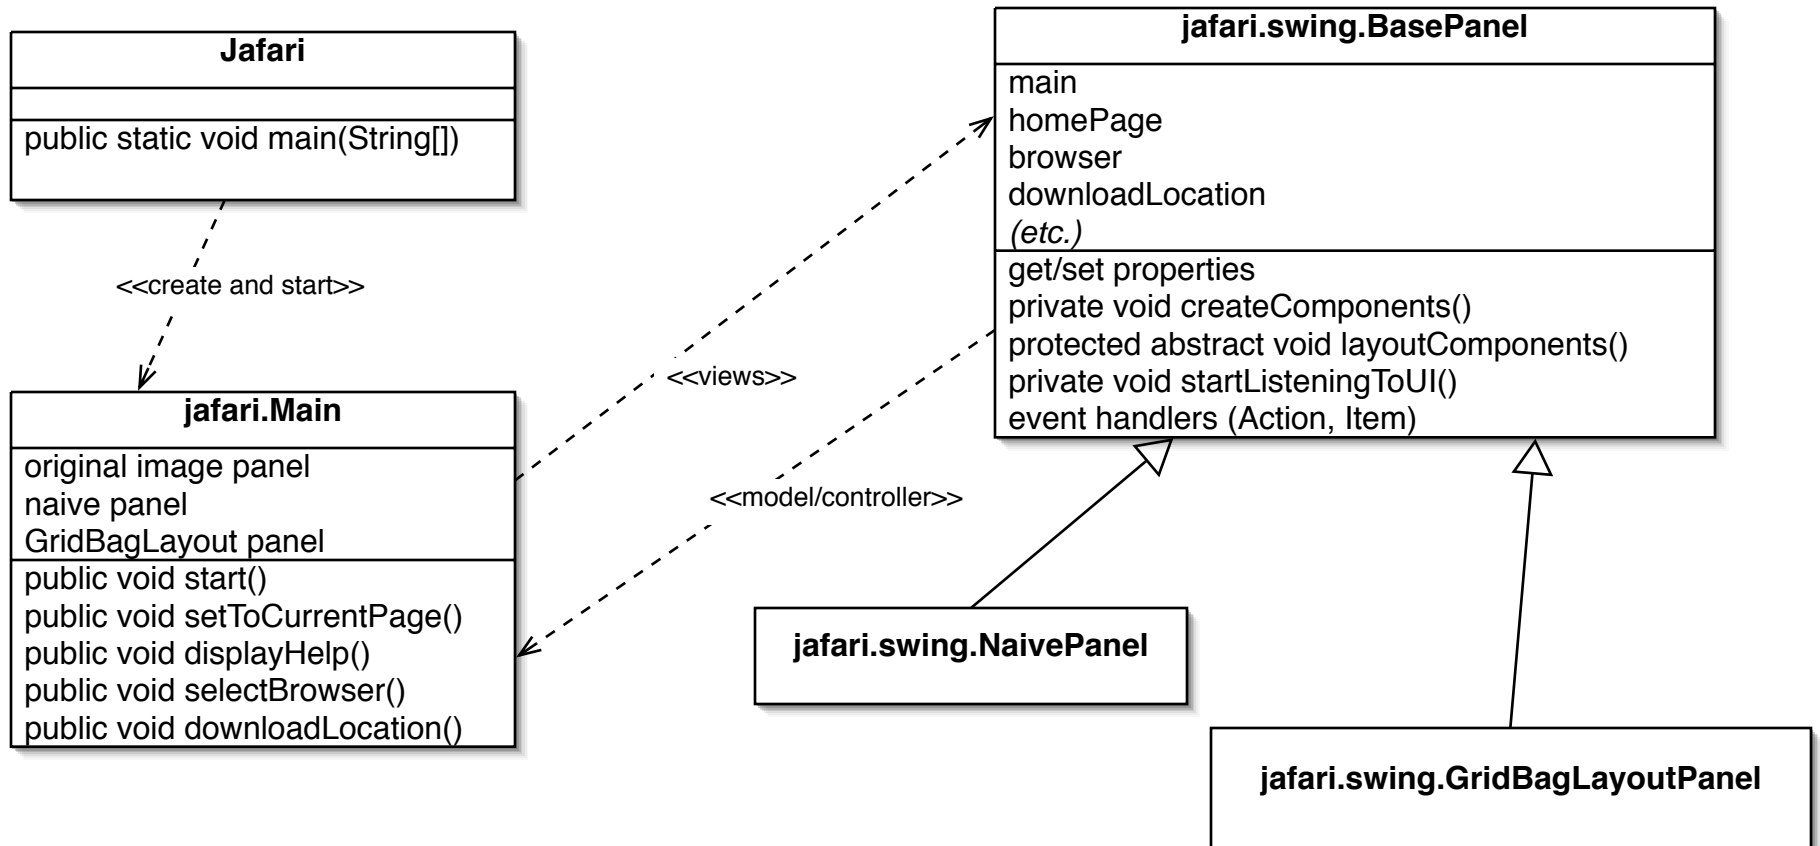 Jafari
public static void main(String[])
<<create and start>>
jafari.Main
original image panel
naive panel
GridBagLayout panel
public void start()
public void setToCurrentPage()
public void displayHelp()
public void selectBrowser()
public void downloadLocation()
<<views>>
<<model/controller>>
jafari.swing.BasePanel
main
homePage
browser
downloadLocation
(etc.)
get/set properties
private void createComponents()
protected abstract void layoutComponents()
private void startListeningToUI()
event handlers (Action, Item)
jafari.swing.NaivePanel
jafari.swing.GridBagLayoutPanel